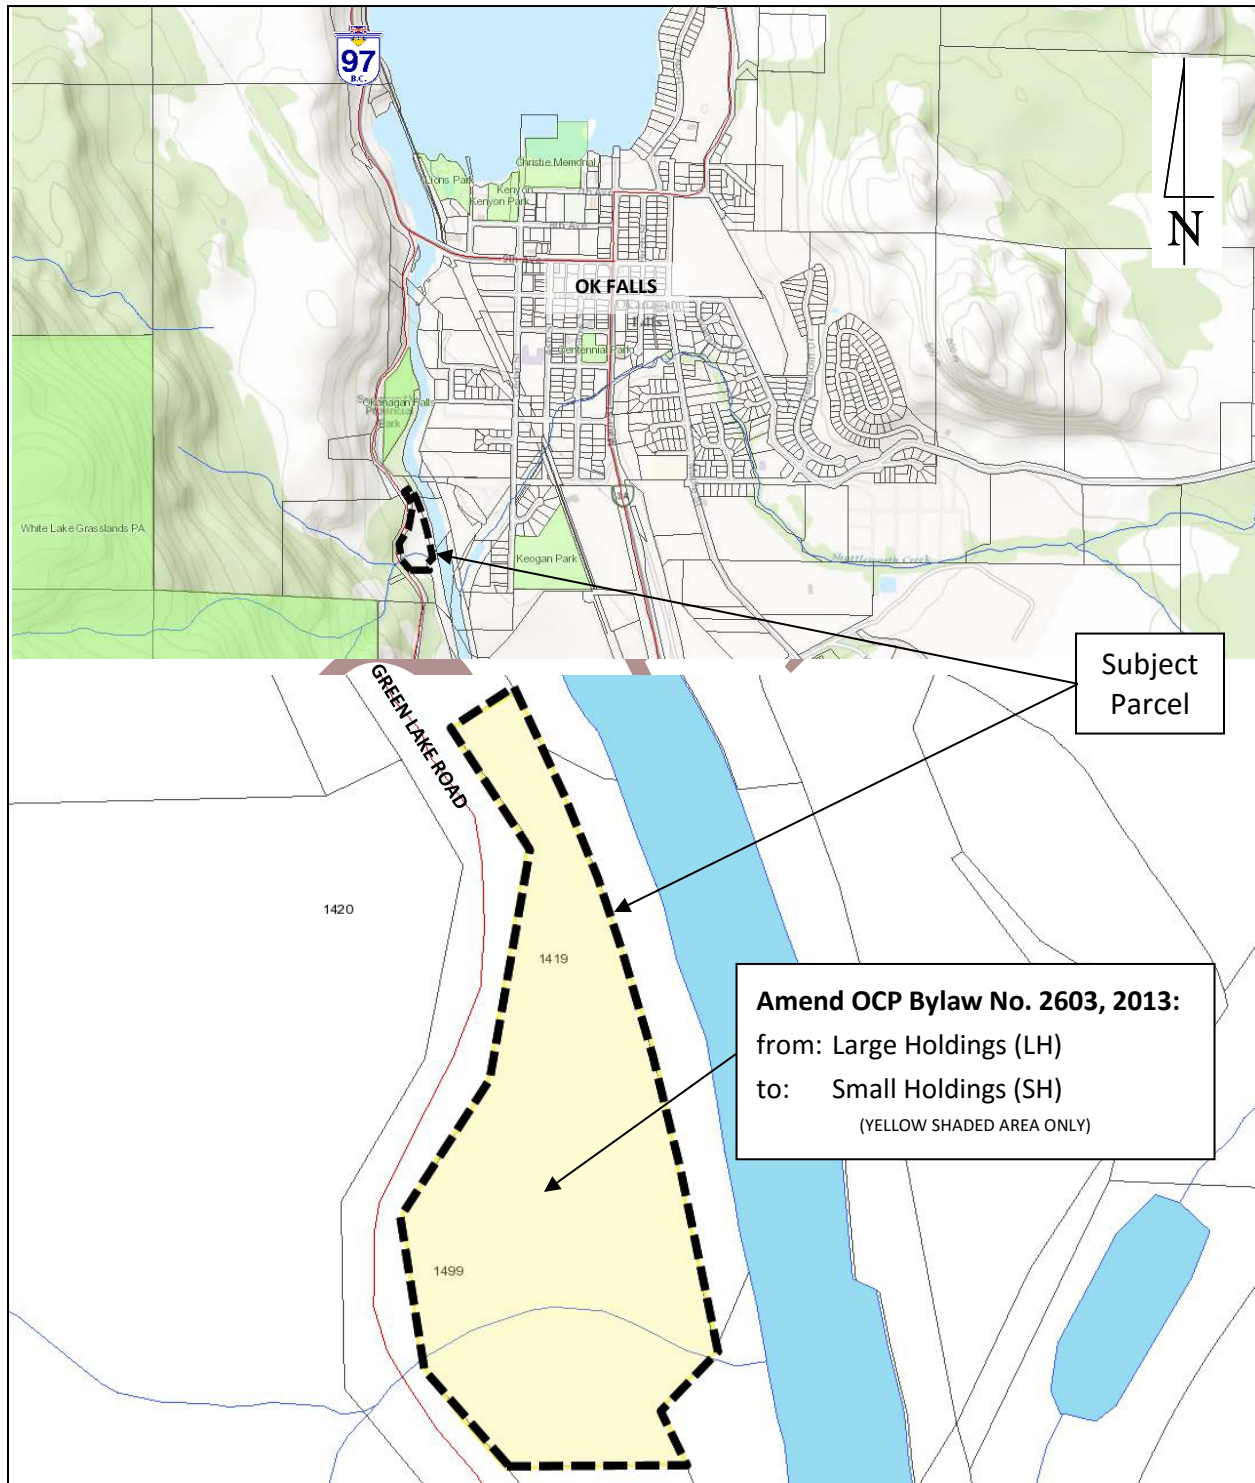 97
B.C.
N
Lions Park
Christie Memorial
Kenyon
Kenyon Park
OK FALLS
Centennial Park
Okanagan Falls
Provincial
Park
White Lake Grasslands PA
Keogan Park
Shuttleworth Creek
Subject
Parcel
GREEN LAKE ROAD
1420
1419
Amend OCP Bylaw No. 2603, 2013:
from: Large Holdings (LH)
to: Small Holdings (SH)
(YELLOW SHADED AREA ONLY)
1499